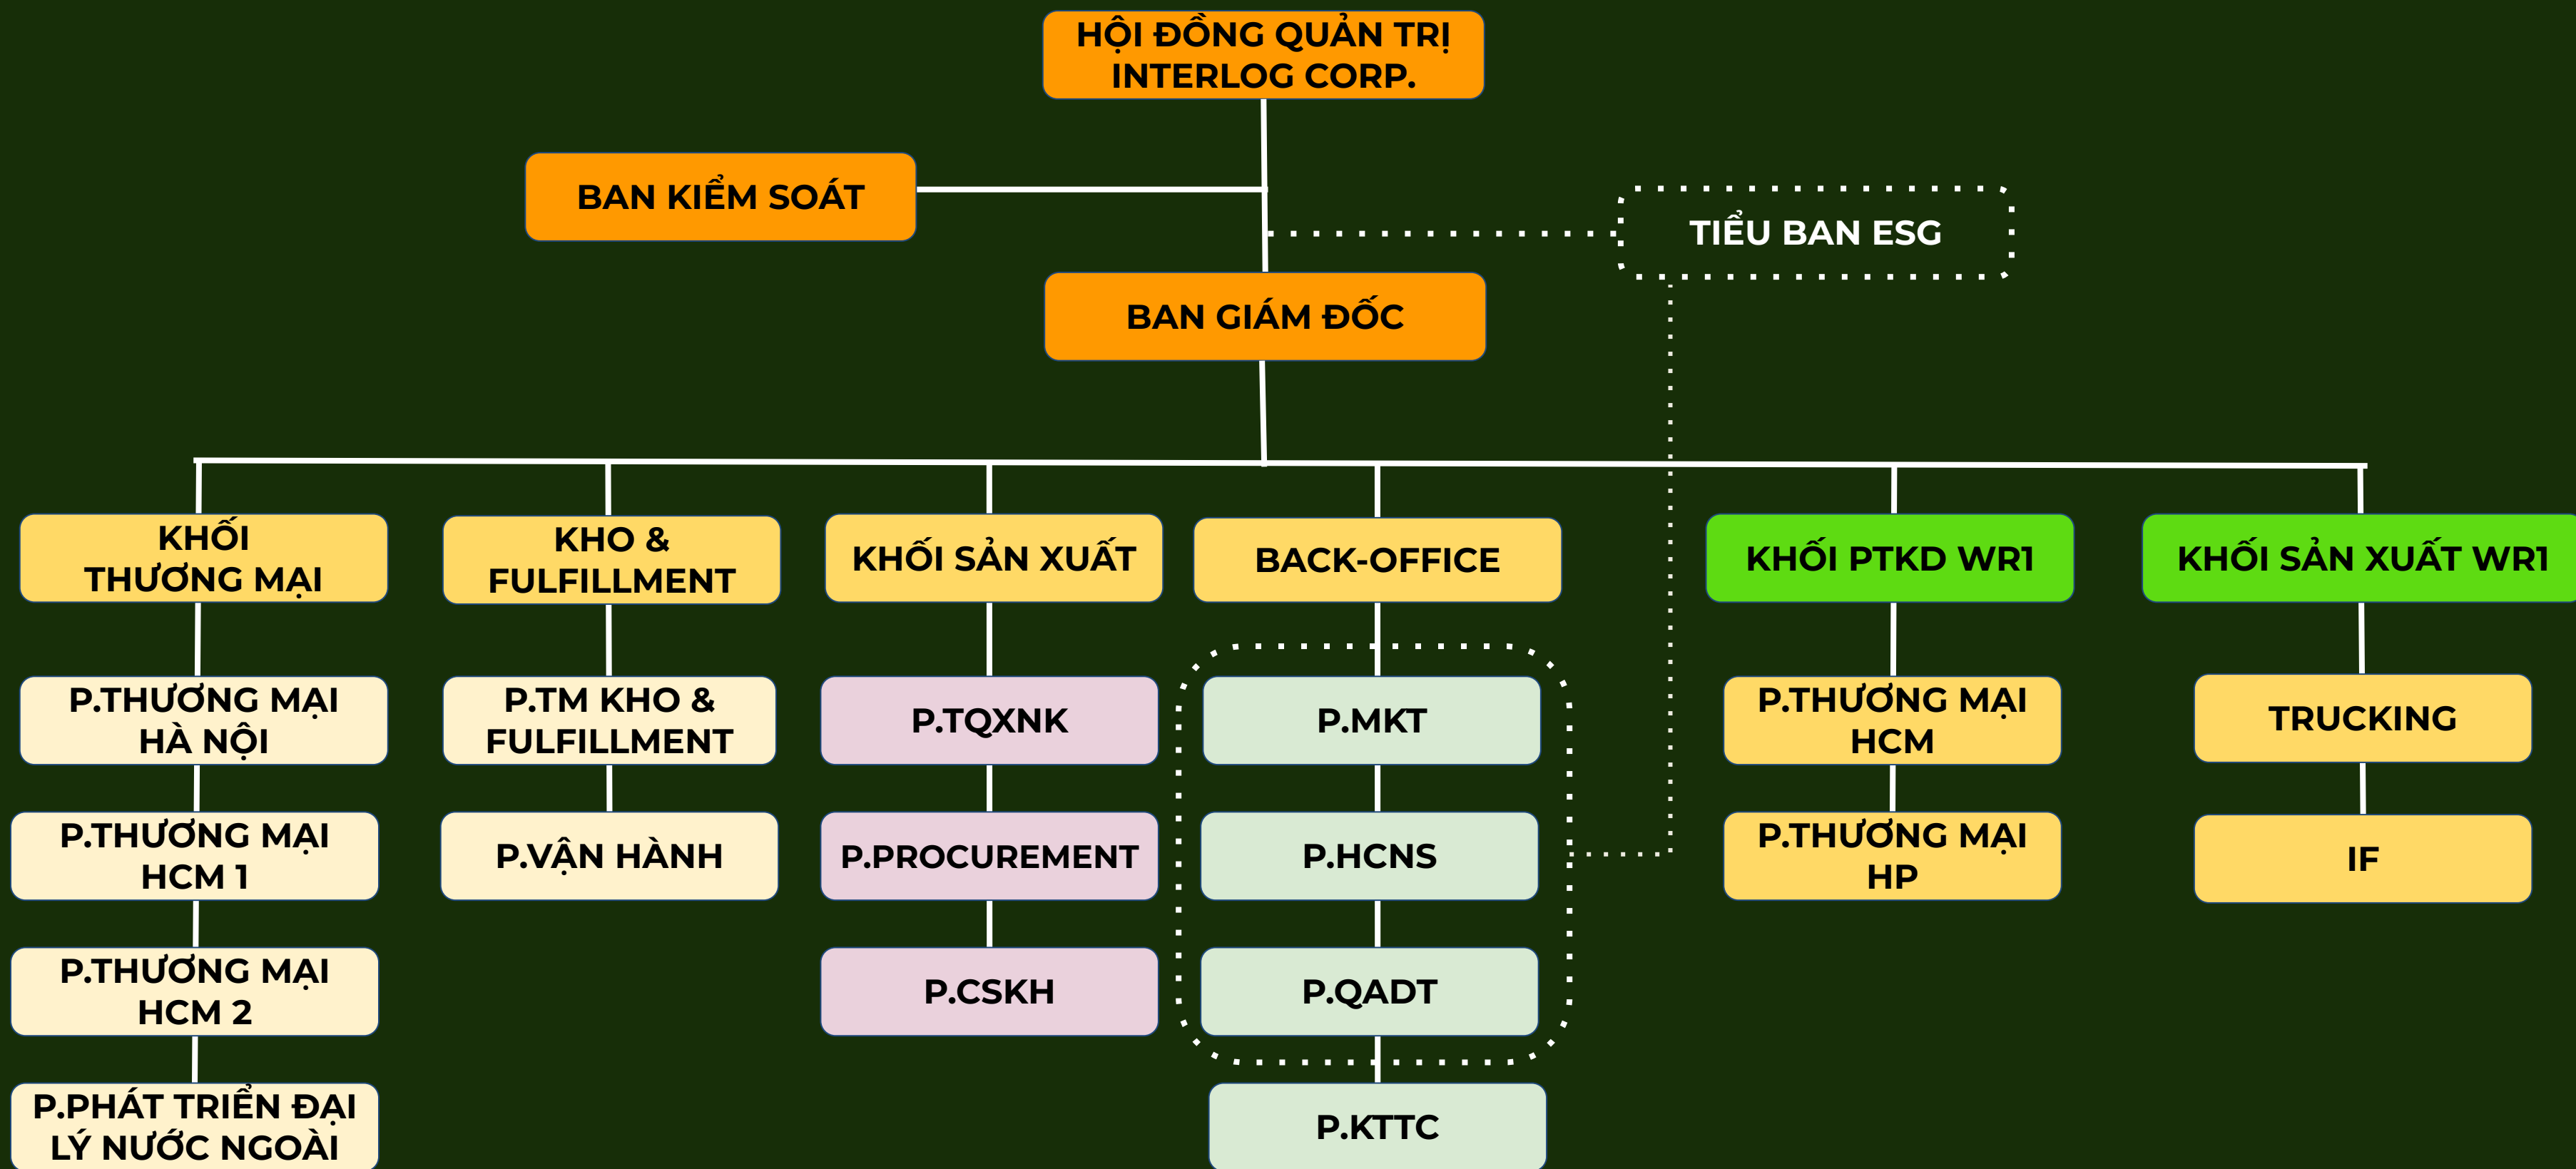 HỘI ĐỒNG QUẢN TRỊ
INTERLOG CORP.
BAN KIỂM SOÁT
TIỂU BAN ESG
BAN GIÁM ĐỐC
KHỐI
THƯƠNG MẠI
KHO &
FULFILLMENT
KHỐI SẢN XUẤT
BACK-OFFICE
KHỐI PTKD WR1
KHỐI SẢN XUẤT WR1
P.THƯƠNG MẠI
HÀ NỘI
P.TM KHO &
FULFILLMENT
P.TQXNK
P.MKT
P.THƯƠNG MẠI
HCM
TRUCKING
P.THƯƠNG MẠI
HCM 1
P.VẬN HÀNH
P.PROCUREMENT
P.HCNS
P.THƯƠNG MẠI
HP
IF
P.THƯƠNG MẠI
HCM 2
P.CSKH
P.QADT
P.PHÁT TRIỂN ĐẠI
LÝ NƯỚC NGOÀI
P.KTTC